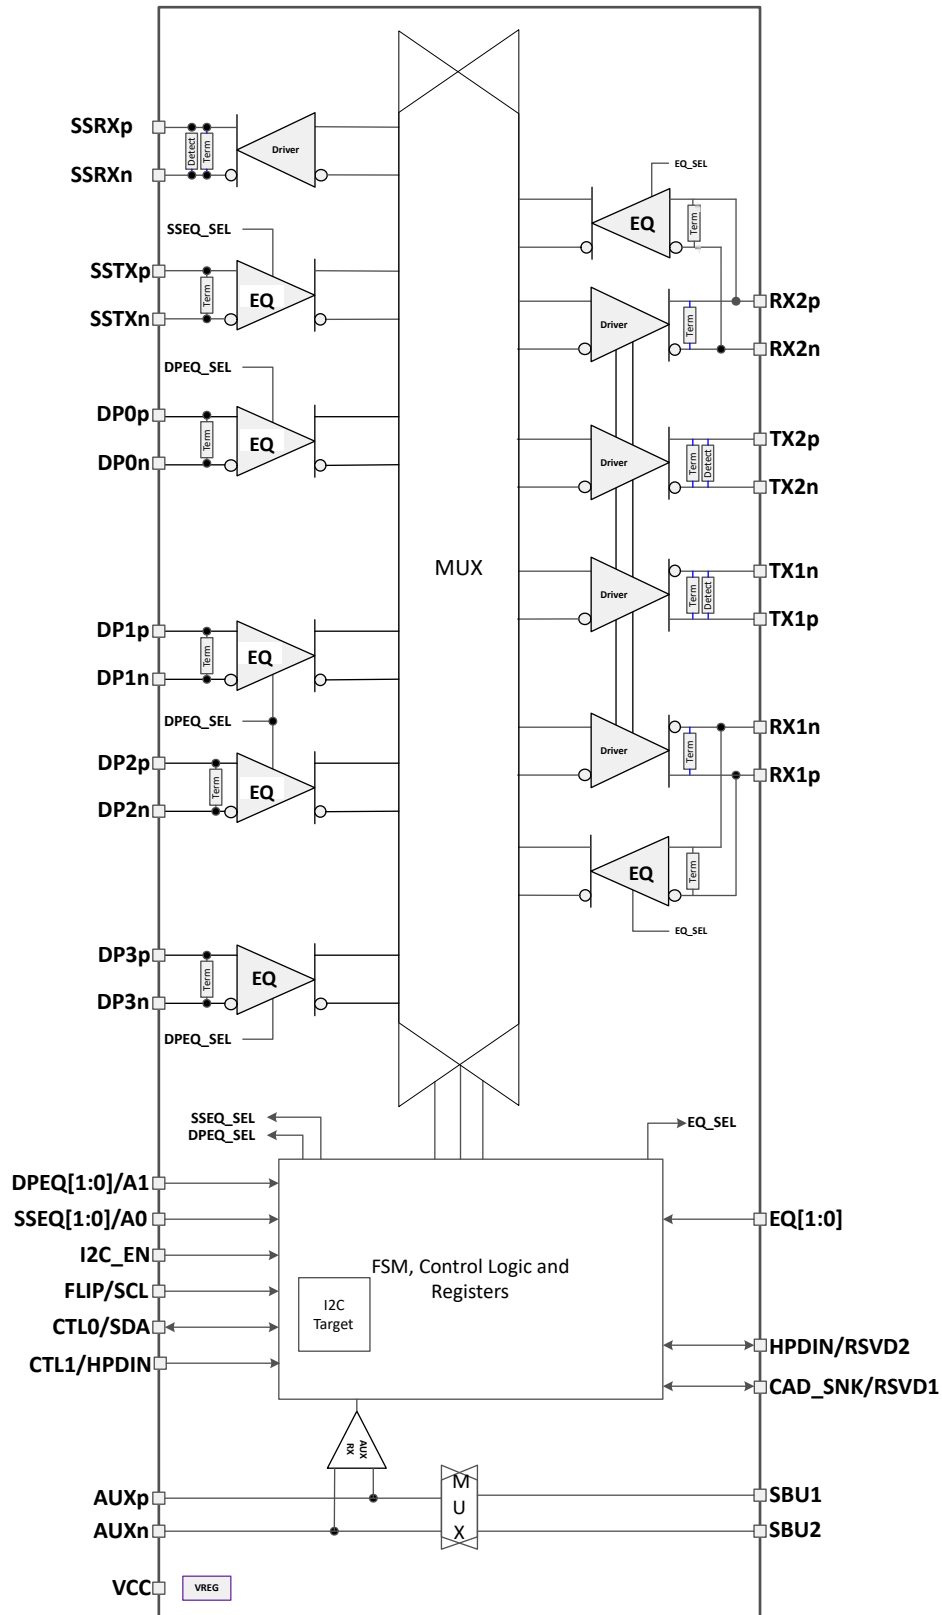 SSRXp
SSRXn
Detect
Term
Driver
SSEQ_SEL
SSTXp
SSTXn
Term
EQ
DPEQ_SEL
DP0p
DP0n
Term
EQ
DP1p
DP1n
Term
EQ
DPEQ_SEL
DP2p
DP2n
Term
EQ
DP3p
DP3n
Term
EQ
DPEQ_SEL
MUX
EQ_SEL
EQ
Term
Driver
Term
RX2p
RX2n
Driver
Term
Detect
TX2p
TX2n
Driver
Term
Detect
TX1n
TX1p
Driver
Term
RX1n
RX1p
EQ
Term
EQ_SEL
SSEQ_SEL
DPEQ_SEL
EQ_SEL
DPEQ[1:0]/A1
SSEQ[1:0]/A0
I2C_EN
FLIP/SCL
CTL0/SDA
CTL1/HPDIN
FSM, Control Logic and
Registers
I2C
Target
EQ[1:0]
HPDIN/RSVD2
CAD_SNK/RSVD1
AUX
RX
AUXp
AUXn
M
U
X
SBU1
SBU2
VCC
VREG